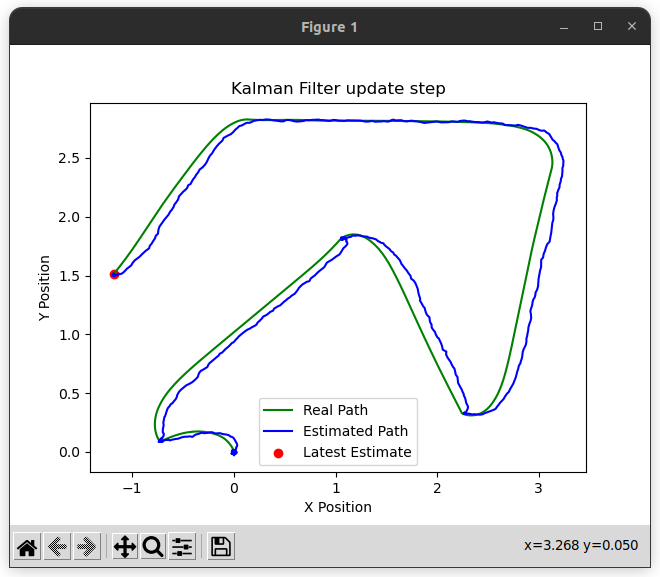 Figure 1
Kalman Filter update step
2.5
2.0
1.5
1.0
0.5
0.0
Y Position
Real Path
Estimated Path
Latest Estimate
−1 0 1 2 3
X Position
x=3.268 y=0.050